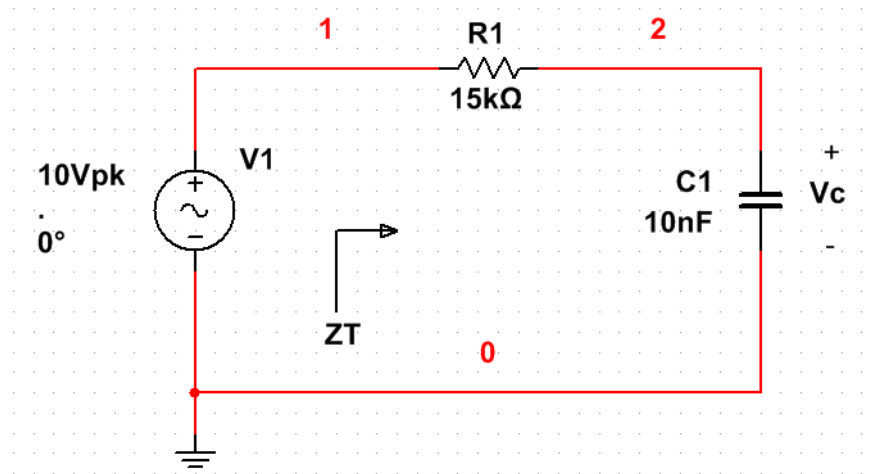 1
R1
2
15kΩ
V1
10Vpk
+
.
0°
-
C1
10nF
+
Vc
-
ZT
0